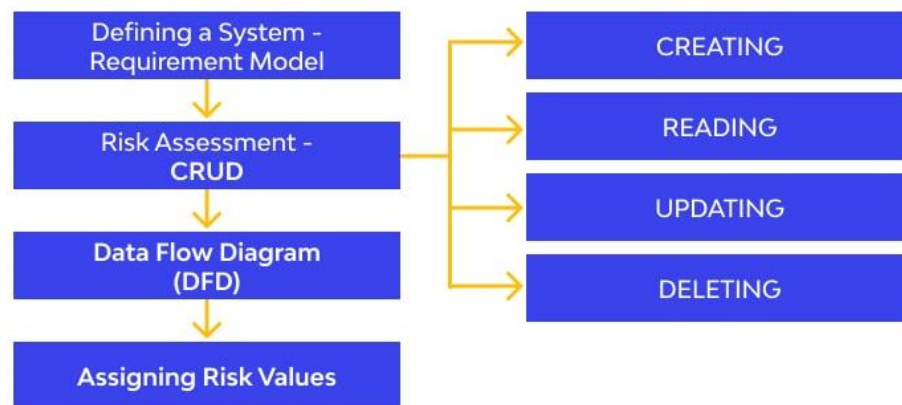 Defining a System -
Requirement Model
Risk Assessment -
CRUD
Data Flow Diagram
(DFD)
Assigning Risk Values
CREATING
READING
UPDATING
DELETING